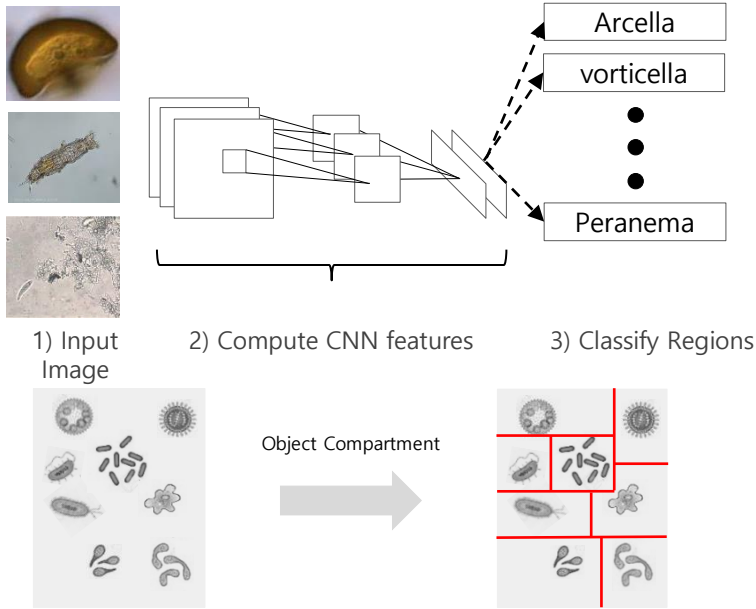 Arcella
vorticella
Peranema
1) Input
Image
2) Compute CNN features
3) Classify Regions
Object Compartment